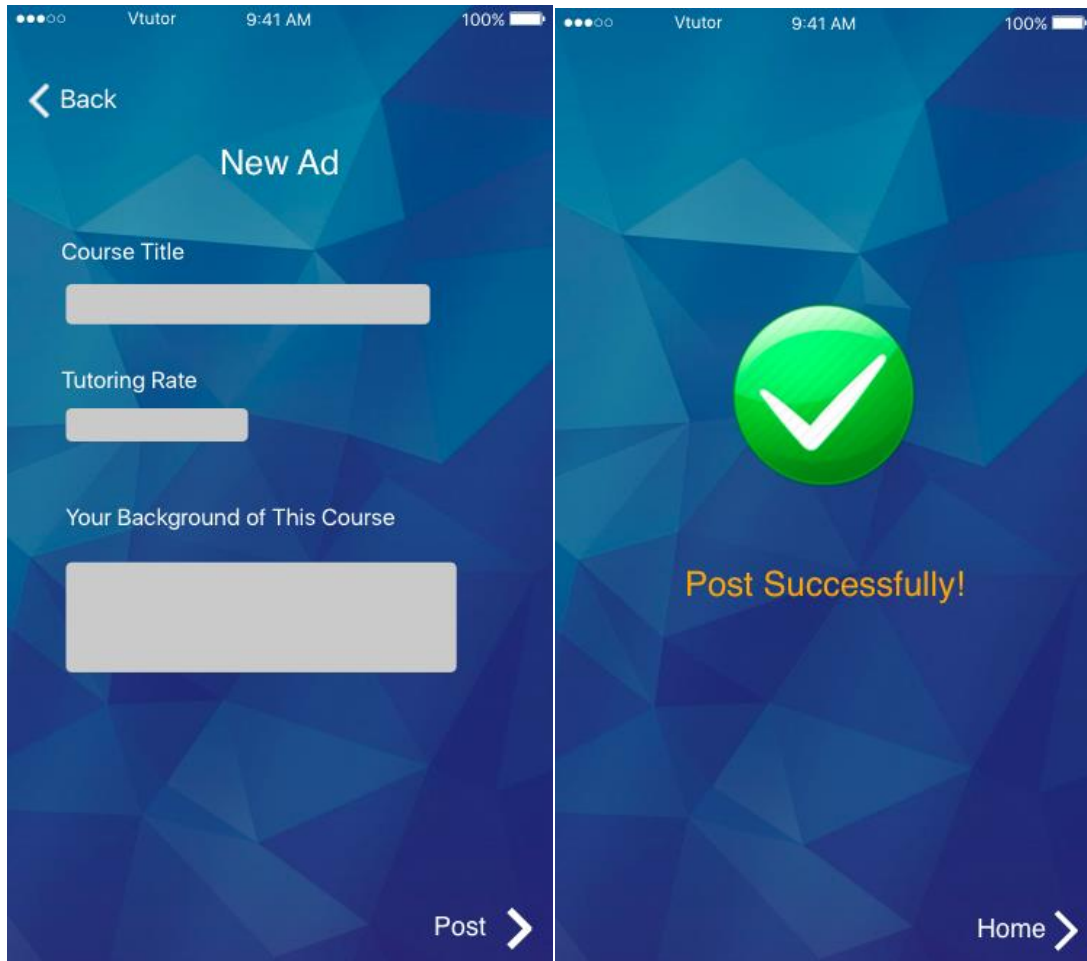 Vtutor 9:41 AM 100%
Back
New Ad
Course Title
Tutoring Rate
Your Background of This Course
Post
Vtutor 9:41 AM 100%
Post Successfully!
Home